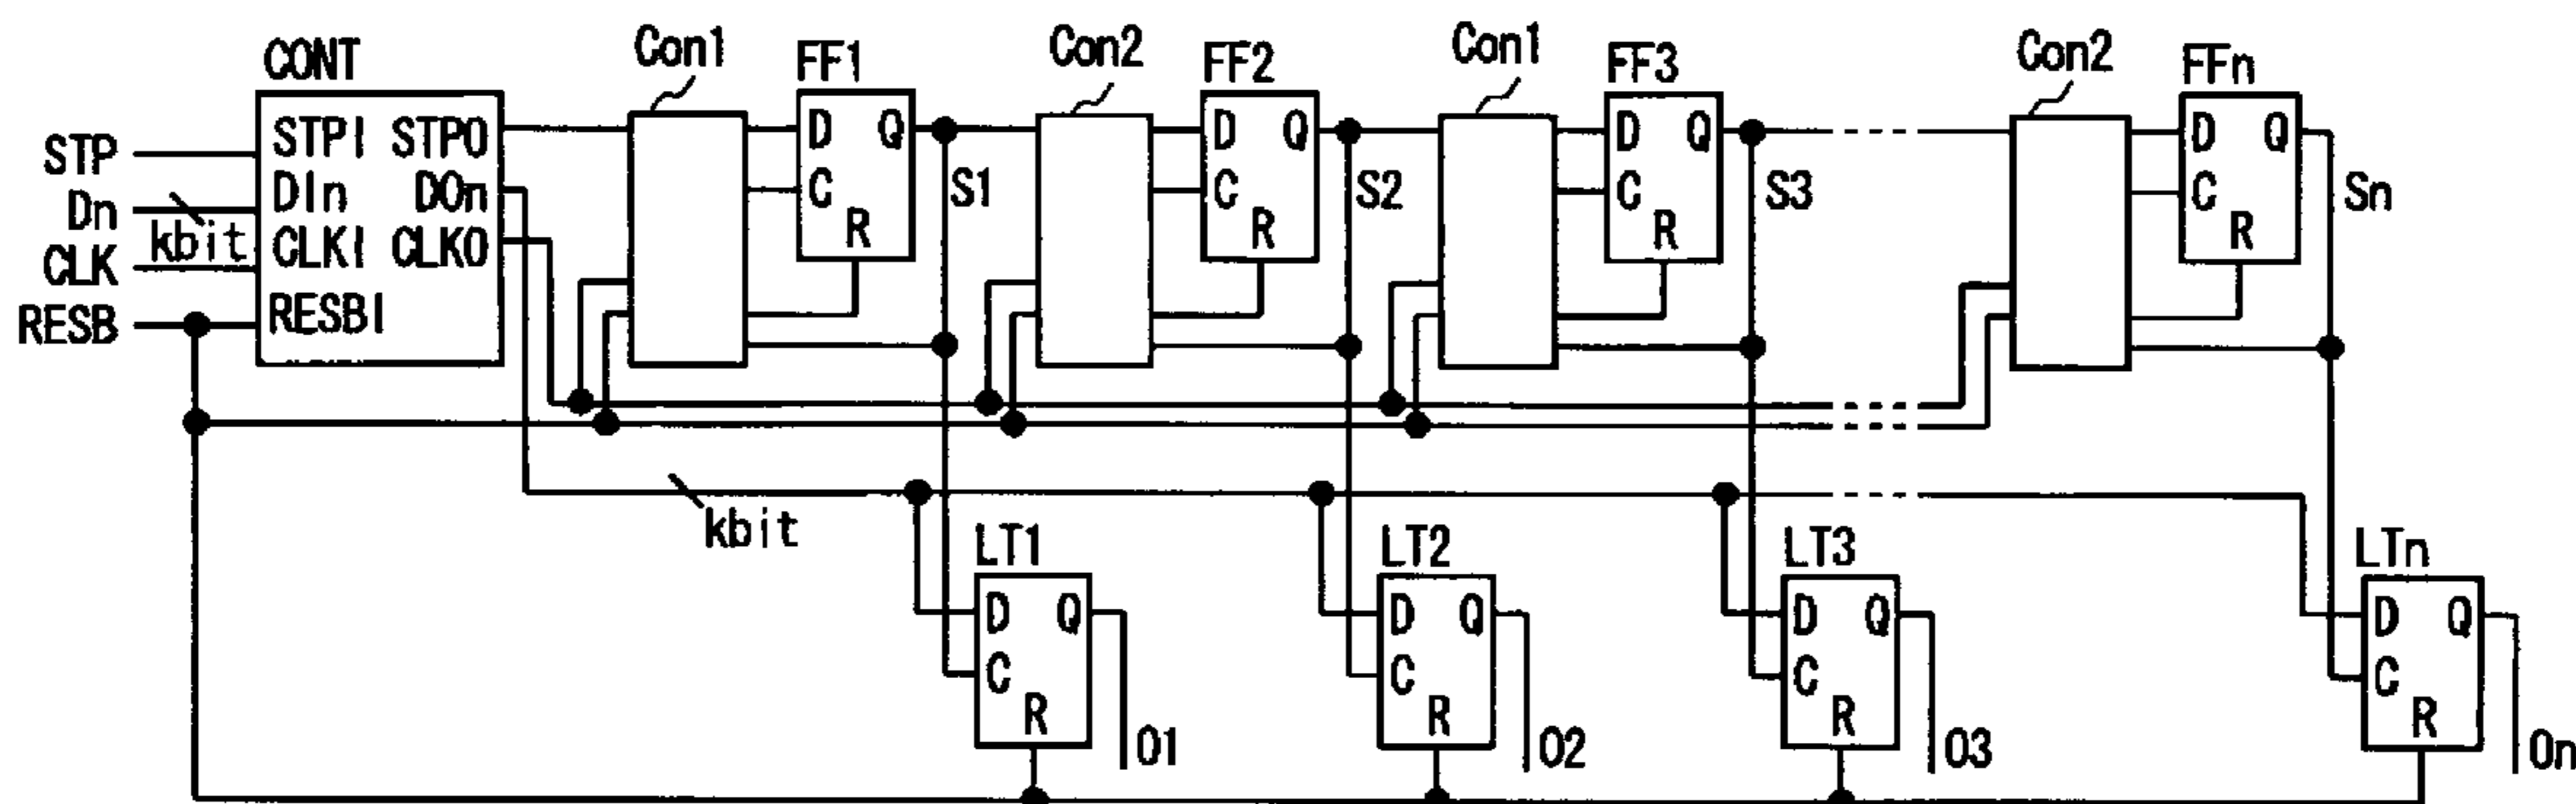 CONT
Con1
FF1
Con2
FF2
Con1
FF3
Con2
FFn
STP
Dn
kbit
CLK
RESB
STPI STPO
DIn DOn
CLKI CLKO
RESBI
D Q
C
R
S1
D Q
C
R
S2
D Q
C
R
S3
D Q
C
R
Sn
kbit
LT1
D Q
C
R
O1
LT2
D Q
C
R
O2
LT3
D Q
C
R
O3
LTn
D Q
C
R
On